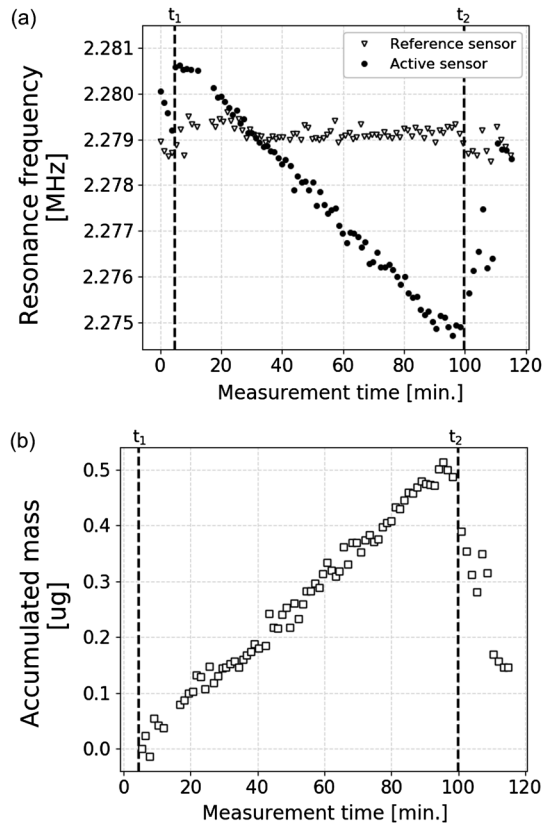 (a)
t1
t2
Reference sensor
Active sensor
2.281
2.280
2.279
2.278
2.277
2.276
2.275
Resonance frequency
[MHz]
0 20 40 60 80 100 120
Measurement time [min.]
(b)
t1
t2
0.5
0.4
0.3
0.2
0.1
0.0
Accumulated mass
[ug]
0 20 40 60 80 100 120
Measurement time [min.]